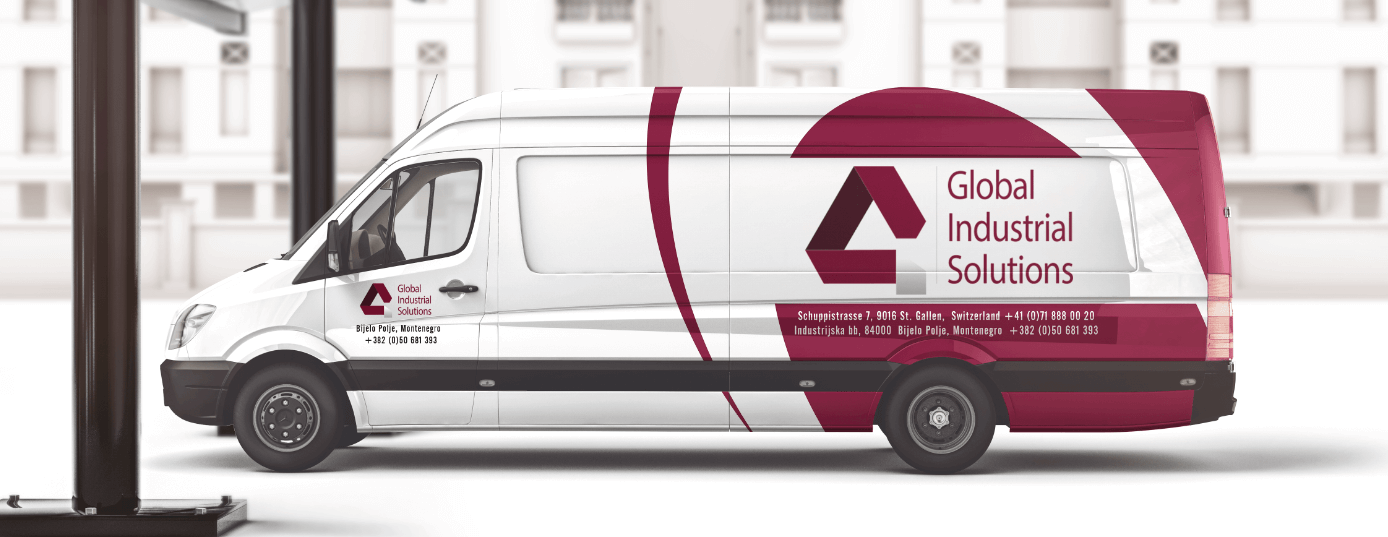 Global
Industrial
Solutions
Bijelo Polje, Montenegro
+382 (0)50 681 393
Global
Industrial
Solutions
Schuppistrasse 7, 9016 St. Gallen, Switzerland +41 (0)71 888 00 20
Industrijska bb, 84000 Bijelo Polje, Montenegro +382 (0)50 681 393